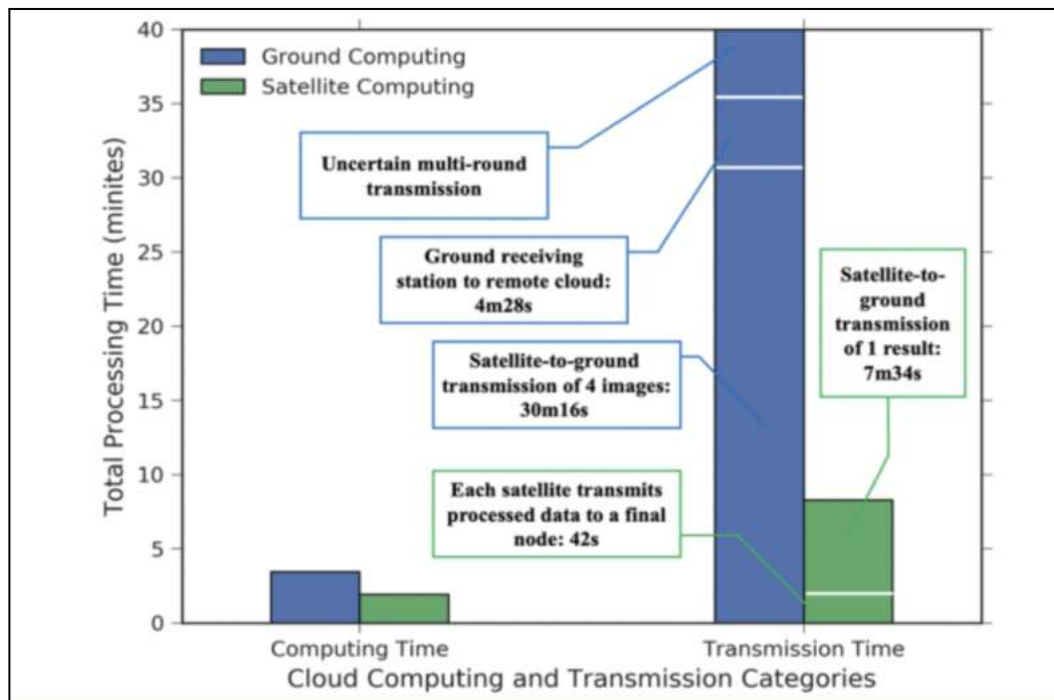 40
35
30
25
20
15
10
5
0
Total Processing Time (minites)
Ground Computing
Satellite Computing
Uncertain multi-round
transmission
Ground receiving
station to remote cloud:
4m28s
Satellite-to-ground
transmission of 4 images:
30m16s
Each satellite transmits
processed data to a final
node: 42s
Satellite-to-
ground
transmission
of 1 result:
7m34s
Computing Time
Transmission Time
Cloud Computing and Transmission Categories